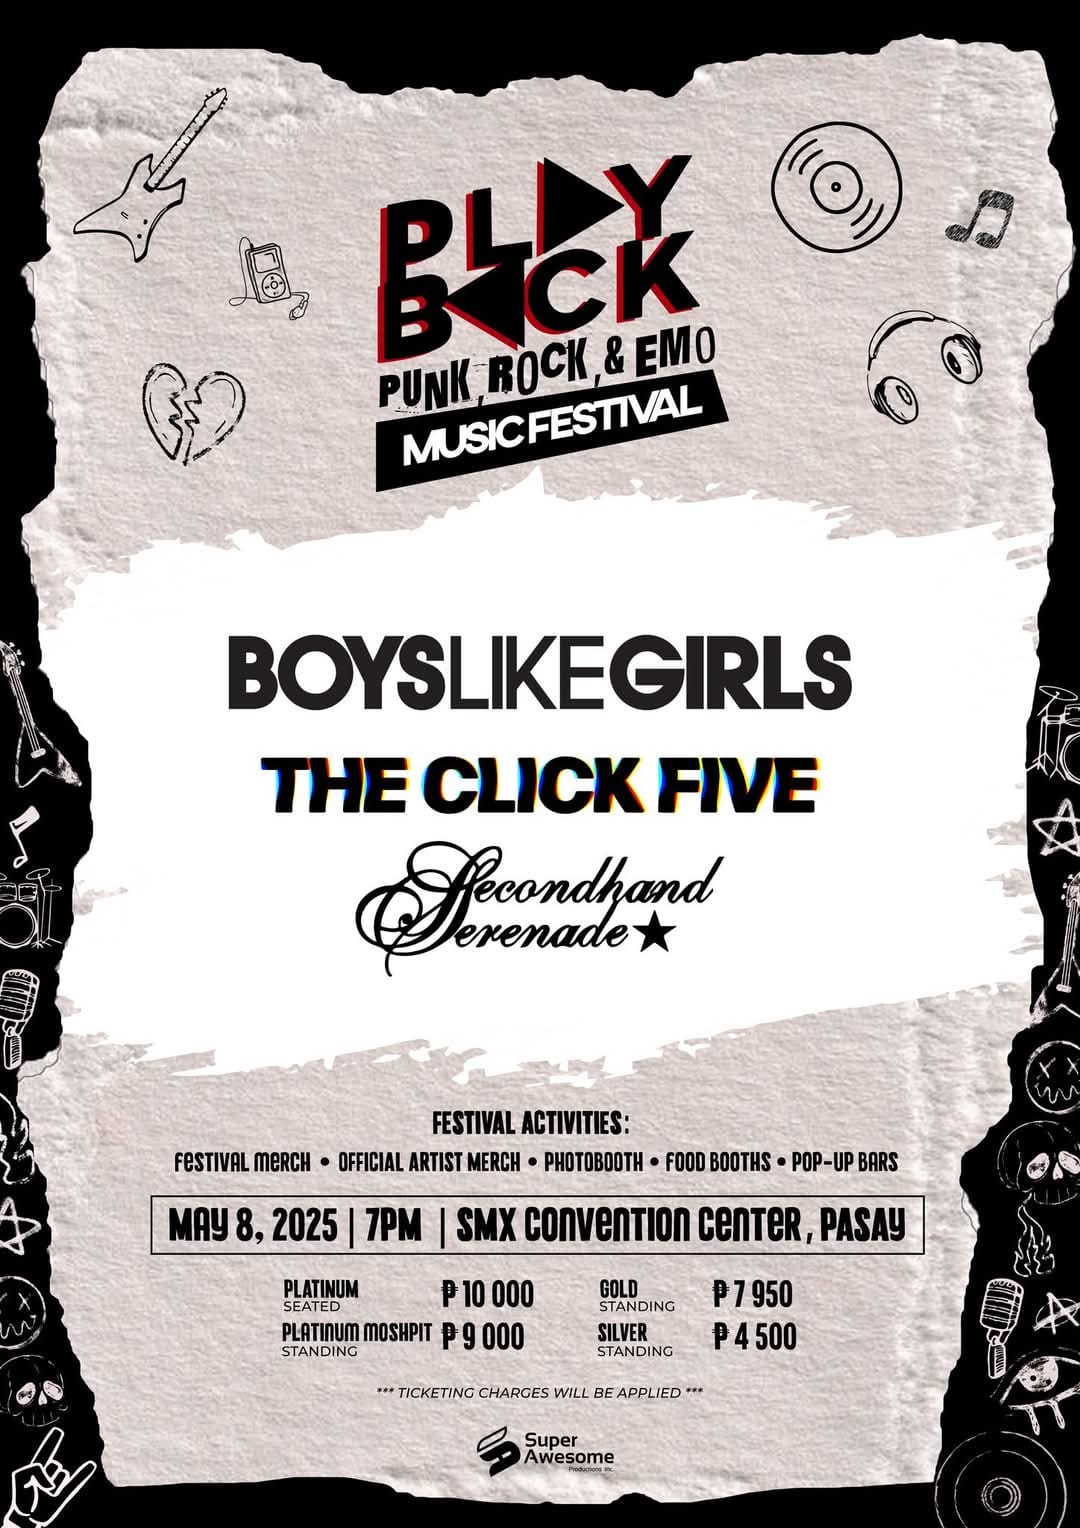 PLAY
BACK
PUNK, ROCK, & EMO
MUSIC FESTIVAL
BOYSLIKEGIRLS
THE CLICK FIVE
Secondhand
Serenade
FESTIVAL ACTIVITIES:
FESTIVAL MERCH • OFFICIAL ARTIST MERCH • PHOTOBOOTH • FOOD BOOTHS • POP-UP BARS
MAY 8, 2025 | 7PM | SMX CONVENTION CENTER, PASAY
PLATINUM ₱ 10 000
SEATED
PLATINUM MOSHPIT ₱ 9 000
STANDING
GOLD ₱ 7 950
STANDING
SILVER ₱ 4 500
STANDING
*** TICKETING CHARGES WILL BE APPLIED ***
Super
Awesome
Productions Inc.